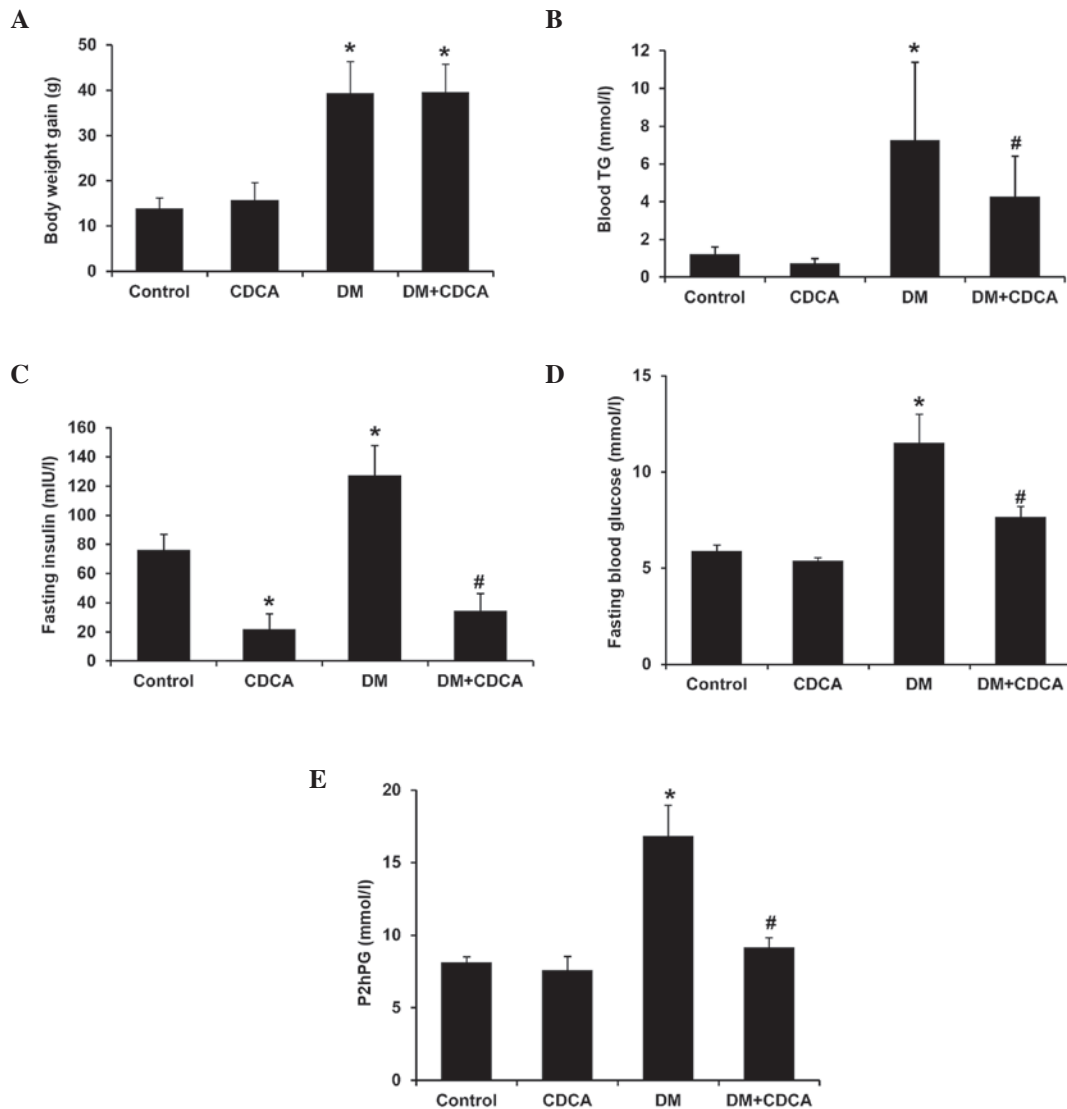 A
Body weight gain (g)
50
40
30
20
10
0
*
*
Control CDCA DM DM+CDCA
B
Blood TG (mmol/l)
12
10
8
6
4
2
0
*
#
Control CDCA DM DM+CDCA
C
Fasting insulin (mIU/l)
160
140
120
100
80
60
40
20
0
*
*
#
Control CDCA DM DM+CDCA
D
Fasting blood glucose (mmol/l)
15
10
5
0
*
#
Control CDCA DM DM+CDCA
E
P2hPG (mmol/l)
20
15
10
5
0
*
#
Control CDCA DM DM+CDCA